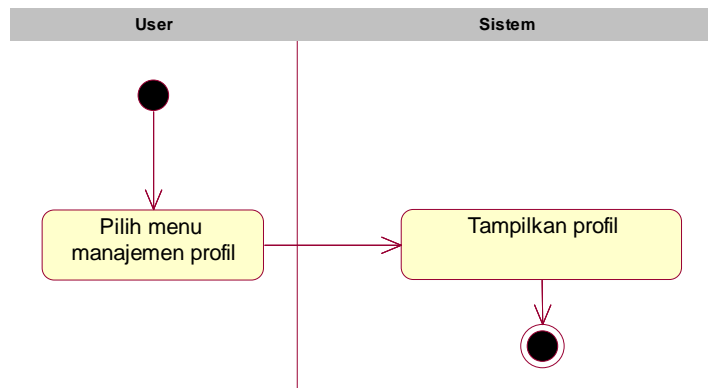 User
Sistem
Pilih menu
manajemen profil
Tampilkan profil